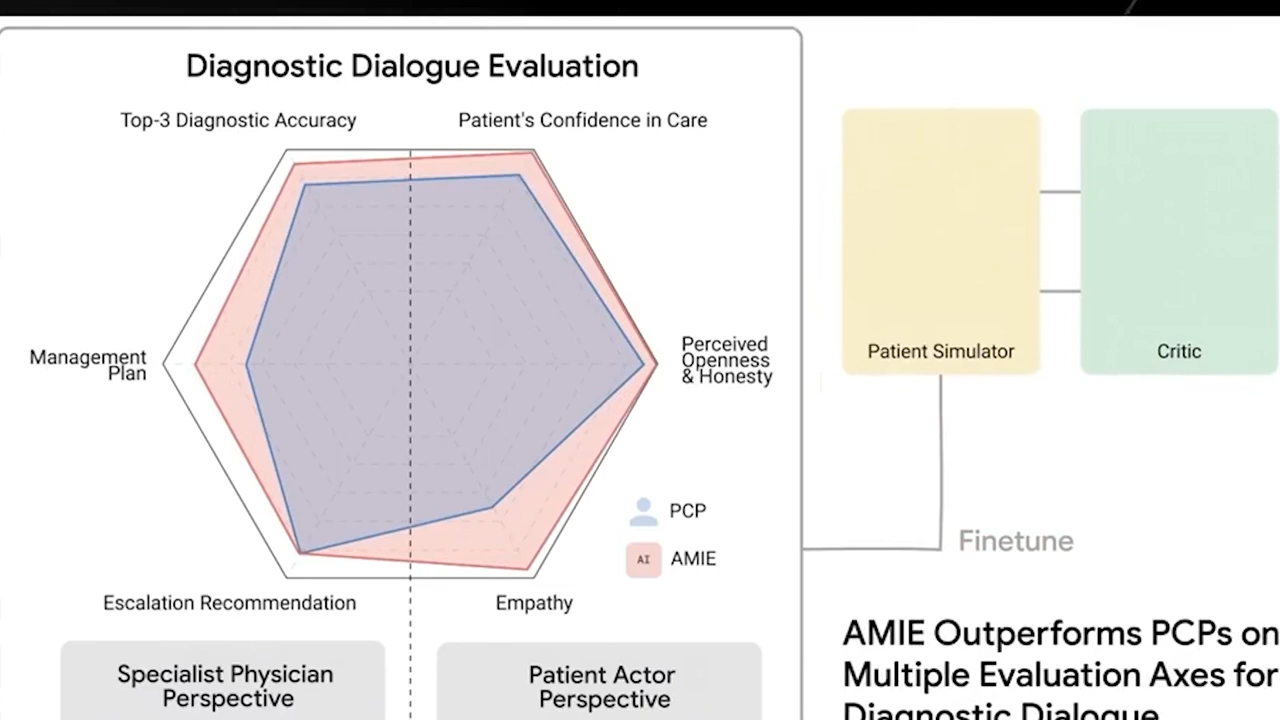 Diagnostic Dialogue Evaluation
Top-3 Diagnostic Accuracy
Patient's Confidence in Care
Management
Plan
Perceived
Openness
& Honesty
PCP
AI
AMIE
Escalation Recommendation
Empathy
Specialist Physician
Perspective
Patient Actor
Perspective
Patient Simulator
Critic
Finetune
AMIE Outperforms PCPs on
Multiple Evaluation Axes for
Diagnostic Dialogue